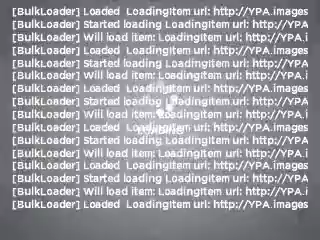 [BulkLoader] Loaded  LoadingItem url: http://YPA.images
[BulkLoader] Started loading LoadingItem url: http://YPA
[BulkLoader] Will load item: LoadingItem url: http://YPA.i
[BulkLoader] Loaded  LoadingItem url: http://YPA.images
[BulkLoader] Started loading LoadingItem url: http://YPA
[BulkLoader] Will load item: LoadingItem url: http://YPA.i
[BulkLoader] Loaded  LoadingItem url: http://YPA.images
[BulkLoader] Started loading LoadingItem url: http://YPA
[BulkLoader] Will load item: LoadingItem url: http://YPA.i
[BulkLoader] Loaded  LoadingItem url: http://YPA.images
LOADING
[BulkLoader] Started loading LoadingItem url: http://YPA
[BulkLoader] Will load item: LoadingItem url: http://YPA.i
[BulkLoader] Loaded  LoadingItem url: http://YPA.images
[BulkLoader] Started loading LoadingItem url: http://YPA
[BulkLoader] Will load item: LoadingItem url: http://YPA.i
[BulkLoader] Loaded  LoadingItem url: http://YPA.images